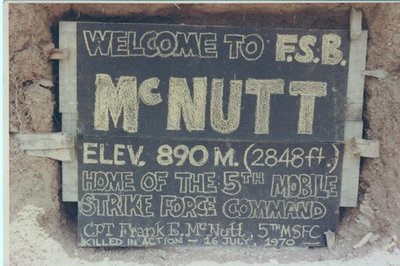 WELCOME TO F.S.B.
McNUTT
ELEV. 890 M. (2848 ft.)
HOME OF THE 5TH MOBILE
STRIKE FORCE COMMAND
CPT Frank E. McNutt, 5TH MSFC
KILLED IN ACTION - 16 JULY, 1970 -